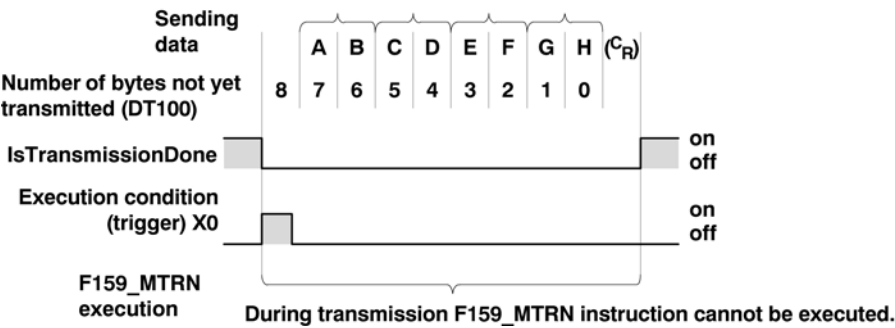 Sending
data
A B C D E F G H (CR)
Number of bytes not yet
transmitted (DT100)
8 7 6 5 4 3 2 1 0
IsTransmissionDone
on
off
Execution condition
(trigger) X0
on
off
F159_MTRN
execution
During transmission F159_MTRN instruction cannot be executed.